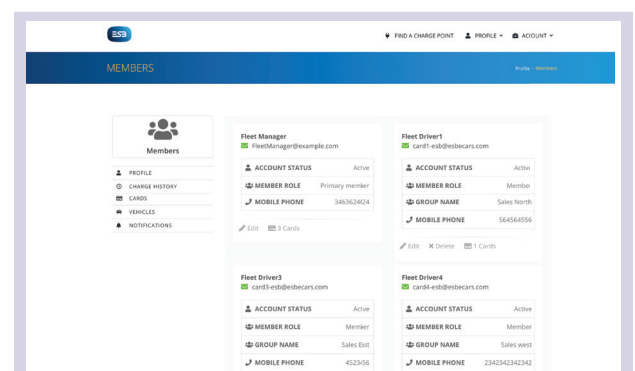 ESB
FIND A CHARGE POINT PROFILE ACCOUNT
MEMBERS
Profile › Members
Members
PROFILE
CHARGE HISTORY
CARDS
VEHICLES
NOTIFICATIONS
Fleet Manager
FleetManager@example.com
ACCOUNT STATUS Active
MEMBER ROLE Primary member
MOBILE PHONE 3463624624
Edit 3 Cards
Fleet Driver1
card1-esb@esbecars.com
ACCOUNT STATUS Active
MEMBER ROLE Member
GROUP NAME Sales North
MOBILE PHONE 564564556
Edit Delete 1 Cards
Fleet Driver3
card3-esb@esbecars.com
ACCOUNT STATUS Active
MEMBER ROLE Member
GROUP NAME Sales East
MOBILE PHONE
Fleet Driver4
card4-esb@esbecars.com
ACCOUNT STATUS Active
MEMBER ROLE Member
GROUP NAME Sales west
MOBILE PHONE 2342342342342